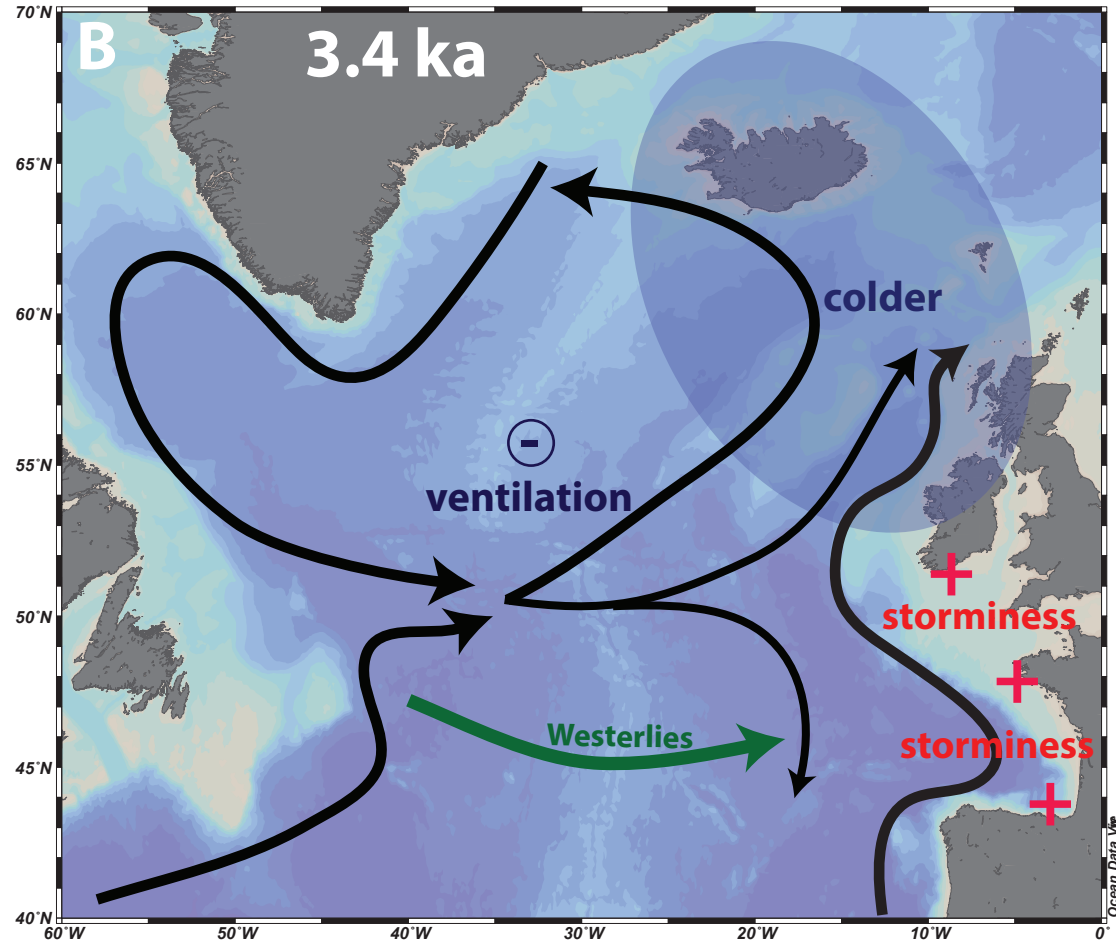 70˚N
B
3.4 ka
65˚N
60˚N
colder
55˚N
-
ventilation
50˚N
storminess
Westerlies
storminess
45˚N
40˚N
60˚W
50˚W
40˚W
30˚W
20˚W
10˚W
0˚
Ocean Data